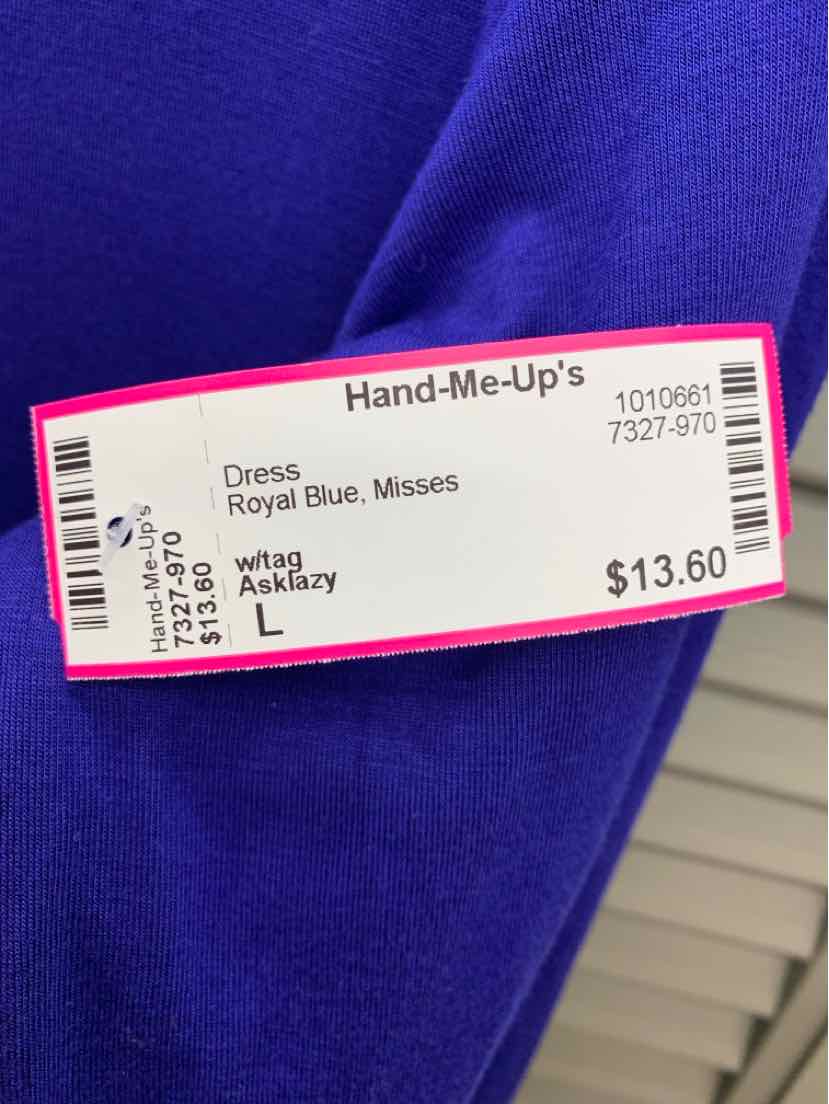 Hand-Me-Up's
1010661
7327-970
Dress
Royal Blue, Misses
w/tag
Asklazy
L
$13.60
Hand-Me-Up's
7327-970
$13.60